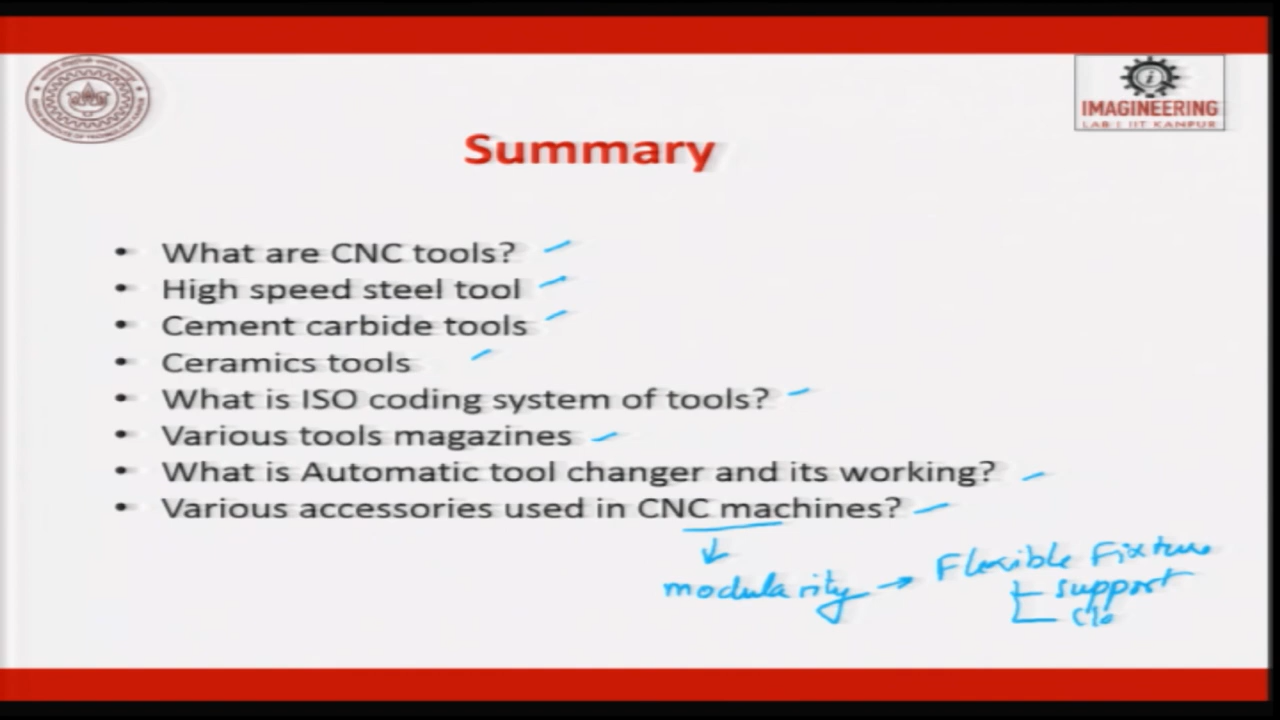 IMAGINEERING
LAB | IIT KANPUR
Summary
• What are CNC tools?
• High speed steel tool
• Cement carbide tools
• Ceramics tools
• What is ISO coding system of tools?
• Various tools magazines
• What is Automatic tool changer and its working?
• Various accessories used in CNC machines?
modularity → Flexible Fixture
support
Cla